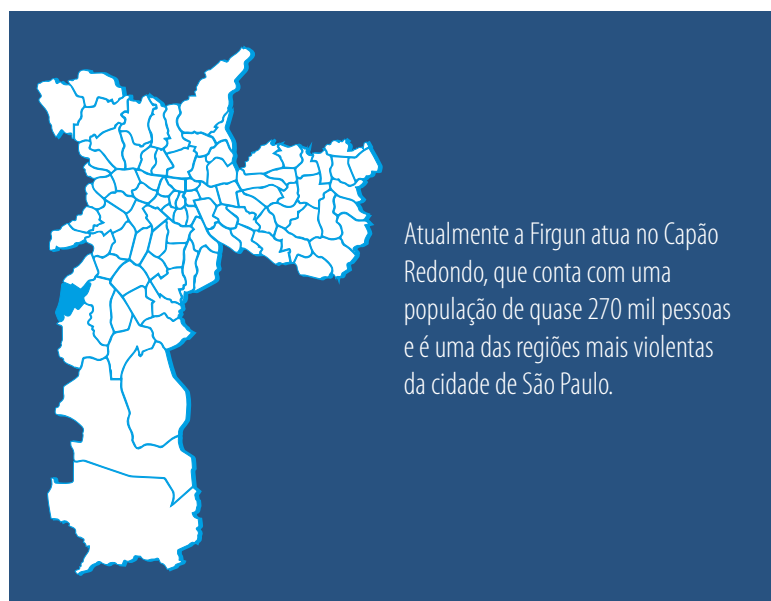 Atualmente a Firgun atua no Capão
Redondo, que conta com uma
população de quase 270 mil pessoas
e é uma das regiões mais violentas
da cidade de São Paulo.